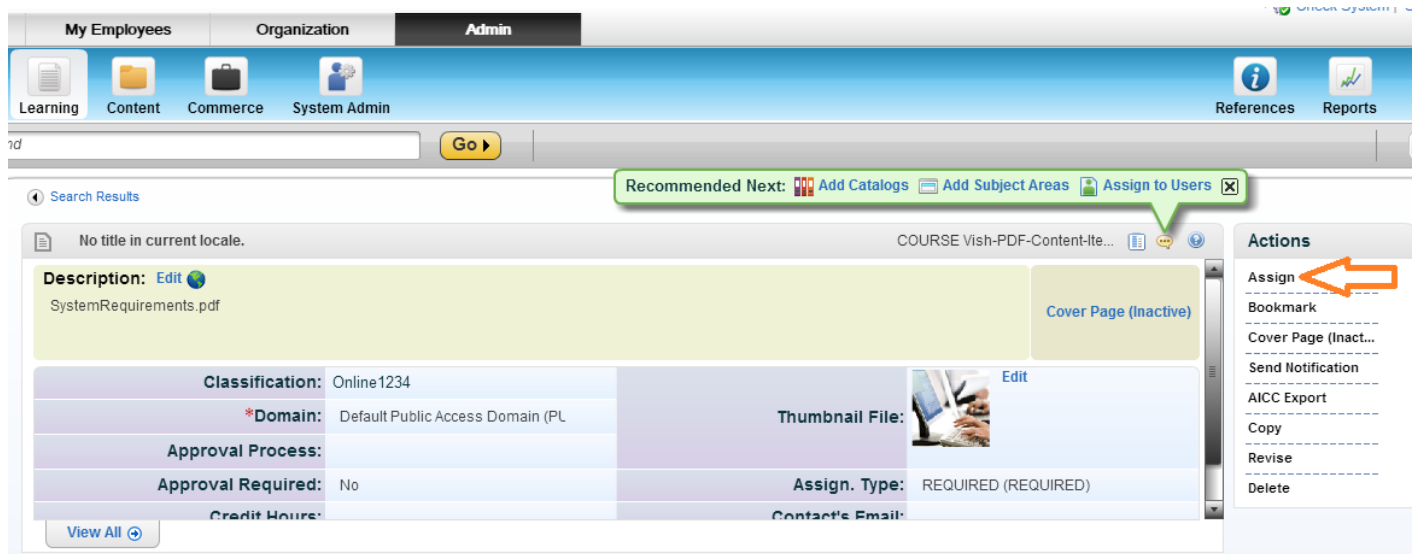 Check System |
My Employees Organization Admin
Learning Content Commerce System Admin References Reports
Go
Recommended Next: Add Catalogs Add Subject Areas Assign to Users
Search Results
No title in current locale. COURSE Vish-PDF-Content-Ite... Actions
Description: Edit
SystemRequirements.pdf
Cover Page (Inactive)
Assign
Bookmark
Cover Page (Inact...
Send Notification
AICC Export
Copy
Revise
Delete
Classification: Online1234
Thumbnail File: Edit
*Domain: Default Public Access Domain (PU
Approval Process:
Approval Required: No Assign. Type: REQUIRED (REQUIRED)
Credit Hours: Contact's Email:
View All